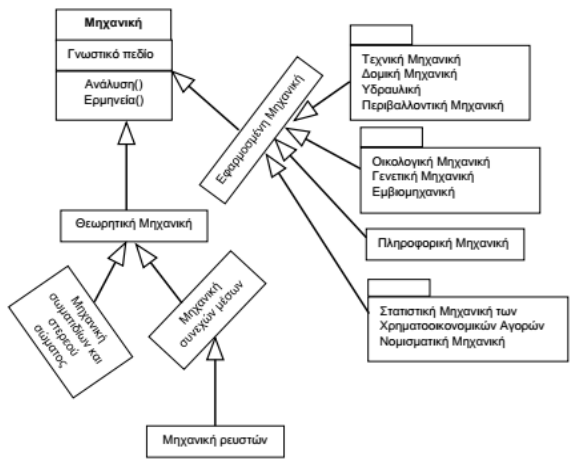 Μηχανική
Γνωστικό πεδίο
Ανάλυση()
Ερμηνεία()
Εφαρμοσμένη Μηχανική
Τεχνική Μηχανική
Δομική Μηχανική
Υδραυλική
Περιβαλλοντική Μηχανική
Οικολογική Μηχανική
Γενετική Μηχανική
Εμβιομηχανική
Πληροφορική Μηχανική
Στατιστική Μηχανική των
Χρηματοοικονομικών Αγορών
Νομισματική Μηχανική
Θεωρητική Μηχανική
Μηχανική
σωματιδίων και
στερεού
σώματος
Μηχανική
συνεχών μέσων
Μηχανική ρευστών